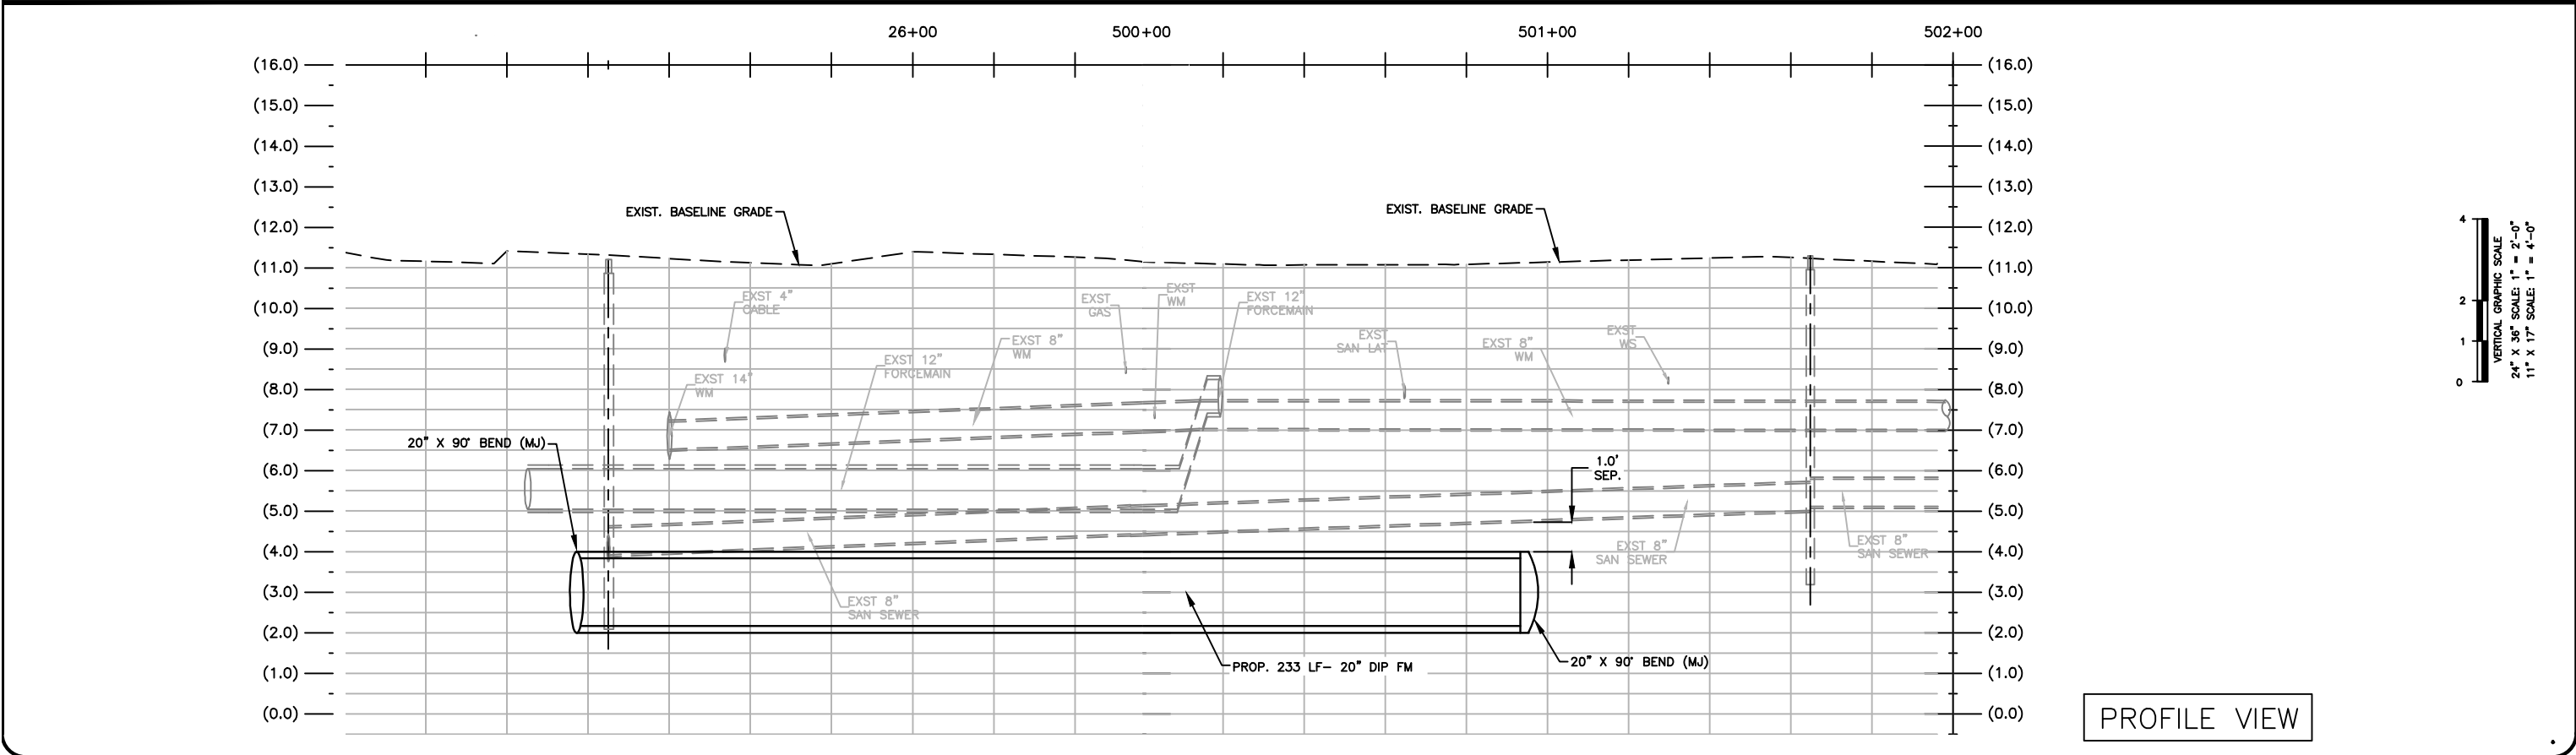 26+00 500+00 501+00 502+00
(16.0) (16.0)
(15.0) (15.0)
(14.0) (14.0)
(13.0) (13.0)
EXIST. BASELINE GRADE
EXIST. BASELINE GRADE
(12.0) (12.0)
(11.0) (11.0)
EXST 4"
CABLE
EXST
GAS
EXST
WM
EXST 12"
FORCEMAIN
(10.0) (10.0)
EXST 8"
WM
EXST
SAN LAT
EXST 8"
WM
EXST
WS
(9.0) (9.0)
EXST 12"
FORCEMAIN
EXST 14"
WM
(8.0) (8.0)
(7.0) (7.0)
20" X 90° BEND (MJ)
(6.0) (6.0)
1.0'
SEP.
(5.0) (5.0)
(4.0) (4.0)
EXST 8"
SAN SEWER
EXST 8"
SAN SEWER
(3.0) (3.0)
EXST 8"
SAN SEWER
(2.0) (2.0)
PROP. 233 LF- 20" DIP FM
20" X 90° BEND (MJ)
(1.0) (1.0)
(0.0) (0.0)
4
2
1
0
VERTICAL GRAPHIC SCALE
24" X 36" SCALE: 1" = 2'-0"
11" X 17" SCALE: 1" = 4'-0"
PROFILE VIEW